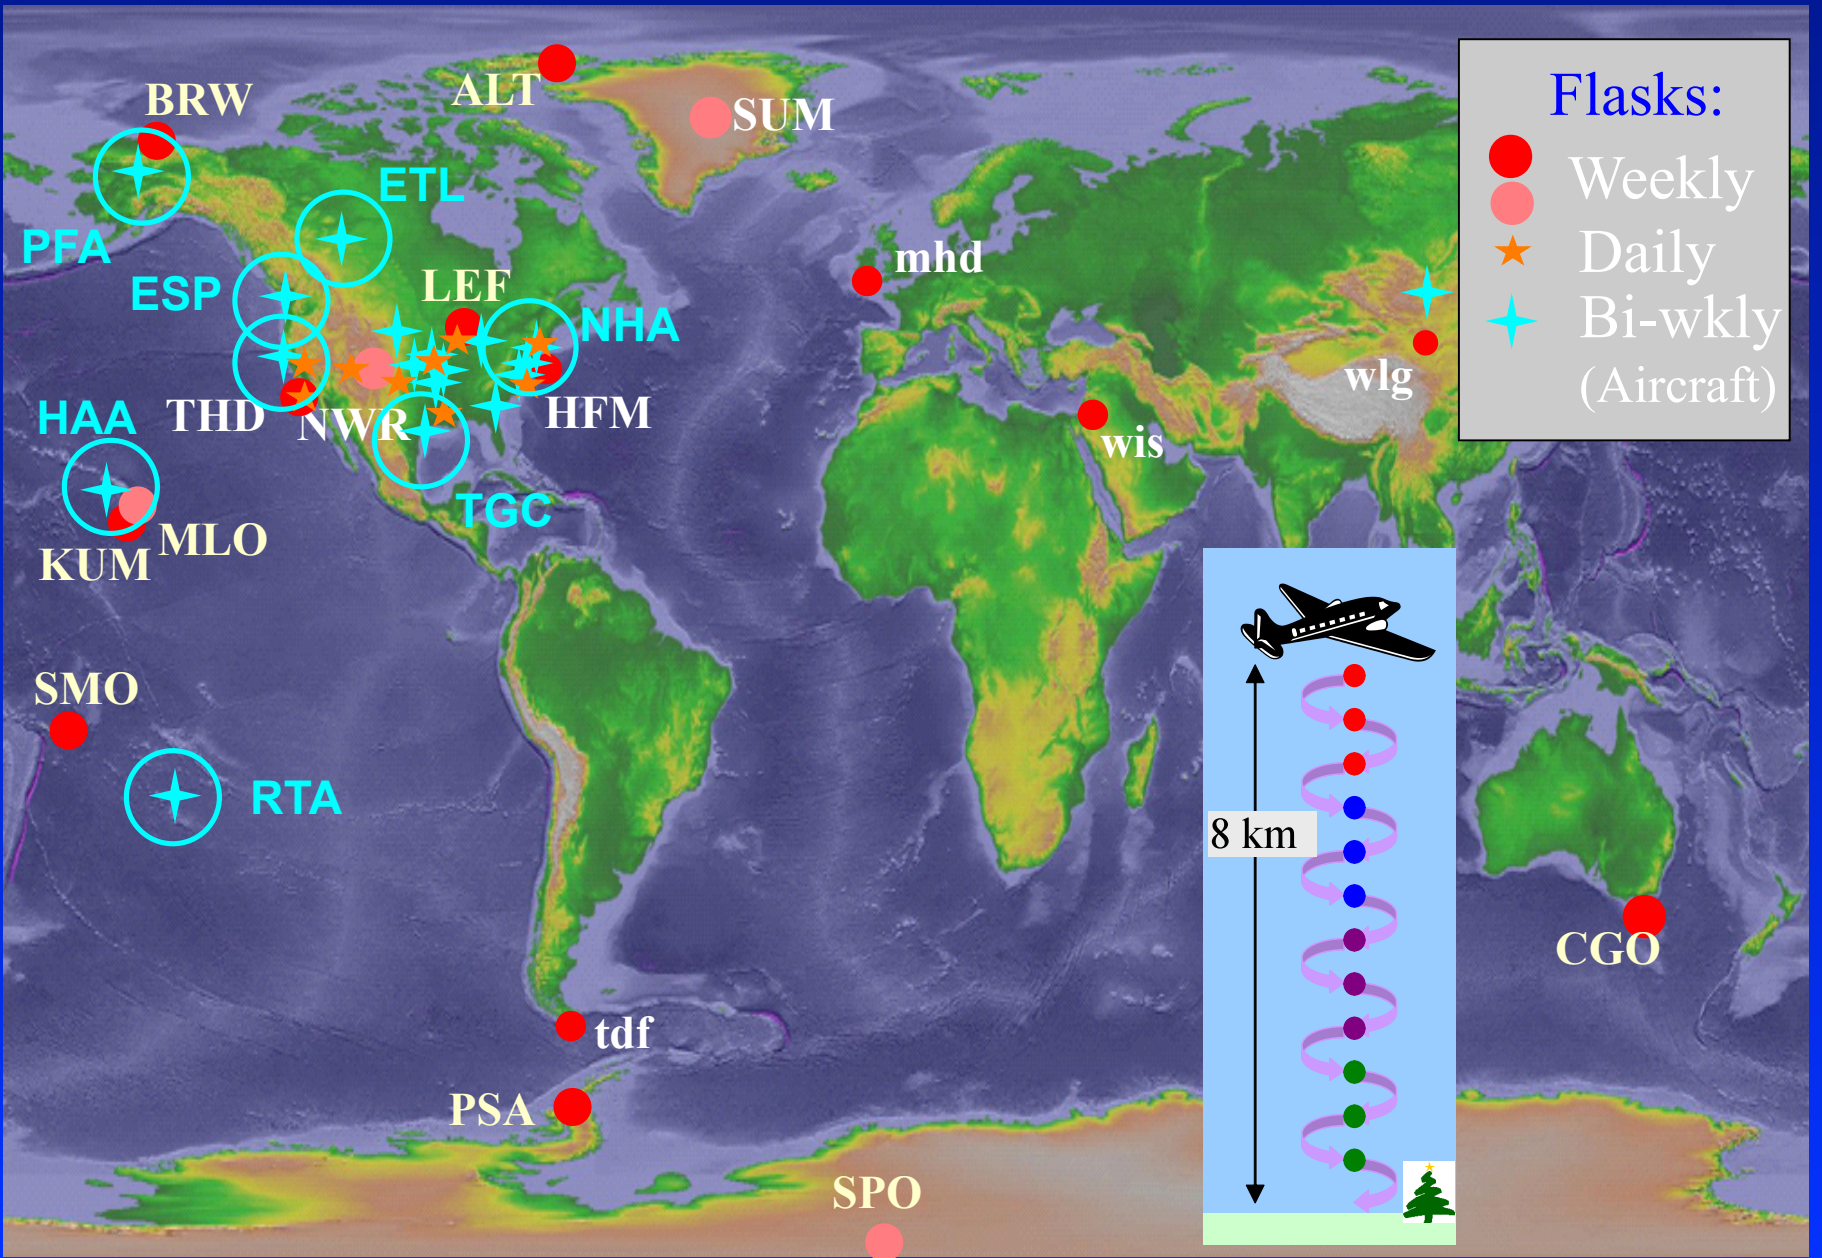 ALT
BRW
SUM
Flasks:
Weekly
ETL
Daily
PFA
mhd
ESP
LEF
Bi-wkly
NHA
wlg
(Aircraft)
HAA
THD
NWR
HFM
wis
TGC
MLO
KUM
SMO
RTA
8 km
CGO
tdf
PSA
SPO